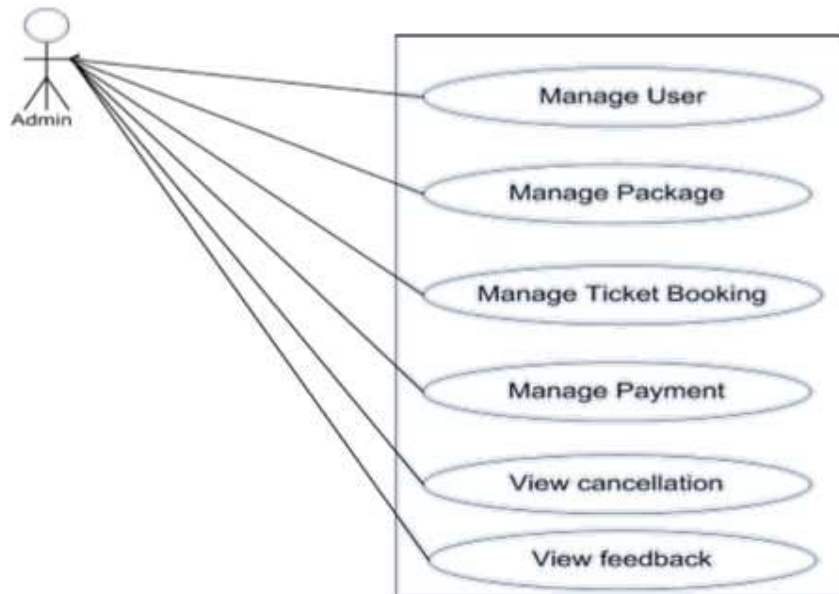 Admin
Manage User
Manage Package
Manage Ticket Booking
Manage Payment
View cancellation
View feedback